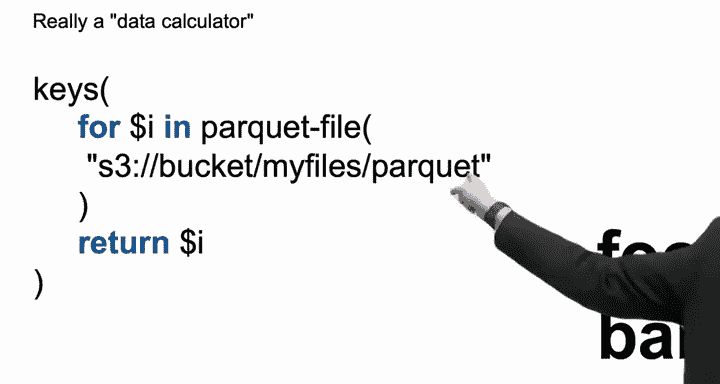 Really a "data calculator"
keys(
for $i in parquet-file(
"s3://bucket/myfiles/parquet"
)
return $i
)